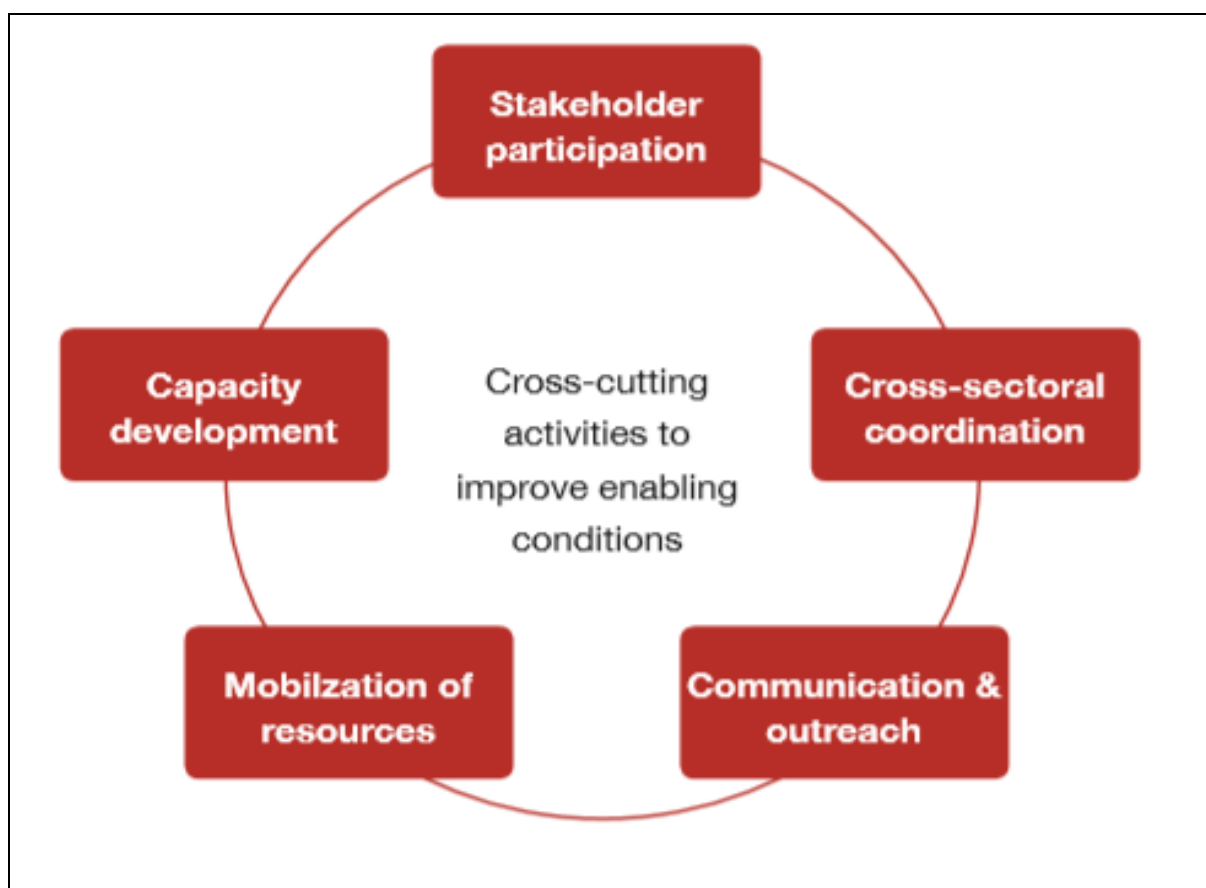 Stakeholder
participation
Capacity
development
Cross-cutting
activities to
improve enabling
conditions
Cross-sectoral
coordination
Mobilzation of
resources
Communication &
outreach